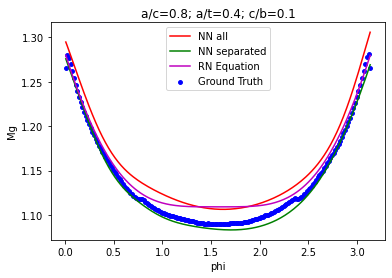 a/c=0.8; a/t=0.4; c/b=0.1
NN all
NN separated
RN Equation
Ground Truth
Mg
1.30
1.25
1.20
1.15
1.10
0.0 0.5 1.0 1.5 2.0 2.5 3.0
phi